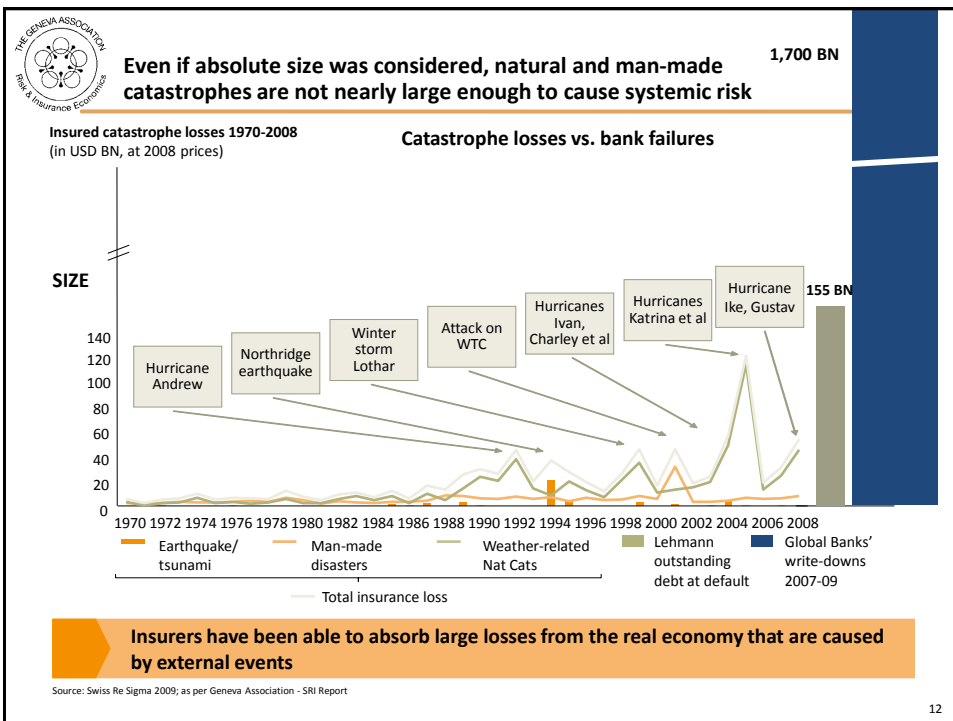 THE GENEVA ASSOCIATION
Risk & Insurance Economics
Even if absolute size was considered, natural and man-made
catastrophes are not nearly large enough to cause systemic risk
1,700 BN
Insured catastrophe losses 1970-2008
(in USD BN, at 2008 prices)
Catastrophe losses vs. bank failures
SIZE
155 BN
Hurricane
Andrew
Northridge
earthquake
Winter
storm
Lothar
Attack on
WTC
Hurricanes
Ivan,
Charley et al
Hurricanes
Katrina et al
Hurricane
Ike, Gustav
140
120
100
80
60
40
20
0
1970 1972 1974 1976 1978 1980 1982 1984 1986 1988 1990 1992 1994 1996 1998 2000 2002 2004 2006 2008
Earthquake/
tsunami
Man-made
disasters
Weather-related
Nat Cats
Lehmann
outstanding
debt at default
Global Banks'
write-downs
2007-09
Total insurance loss
Insurers have been able to absorb large losses from the real economy that are caused
by external events
Source: Swiss Re Sigma 2009; as per Geneva Association - SRI Report
12